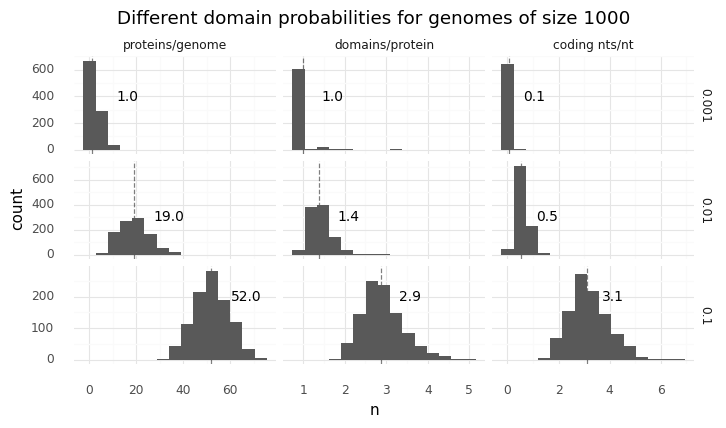 Different domain probabilities for genomes of size 1000
proteins/genome domains/protein coding nts/nt
600
400
200
0
1.0 1.0 0.1
0.001
600
400
200
0
19.0 1.4 0.5
0.01
count
200
100
0
52.0 2.9 3.1
0.1
0 20 40 60 1 2 3 4 5 0 2 4 6
n